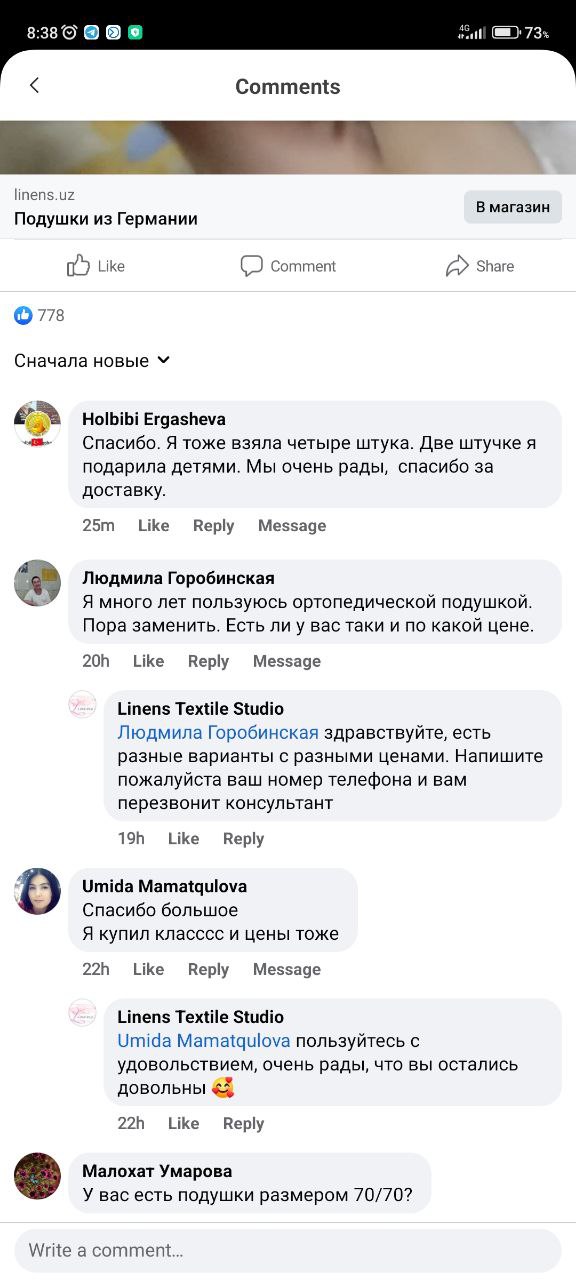 8:38
4G
73%
Comments
linens.uz
Подушки из Германии
В магазин
Like
Comment
Share
778
Сначала новые
Holbibi Ergasheva
Спасибо. Я тоже взяла четыре штука. Две штучке я
подарила детями. Мы очень рады, спасибо за
доставку.
25m Like Reply Message
Людмила Горобинская
Я много лет пользуюсь ортопедической подушкой.
Пора заменить. Есть ли у вас таки и по какой цене.
20h Like Reply Message
Linens Textile Studio
Людмила Горобинская здравствуйте, есть
разные варианты с разными ценами. Напишите
пожалуйста ваш номер телефона и вам
перезвонит консультант
19h Like Reply
Umida Mamatqulova
Спасибо большое
Я купил класссс и цены тоже
22h Like Reply Message
Linens Textile Studio
Umida Mamatqulova пользуйтесь с
удовольствием, очень рады, что вы остались
довольны 🥰
22h Like Reply
Малохат Умарова
У вас есть подушки размером 70/70?
Write a comment...